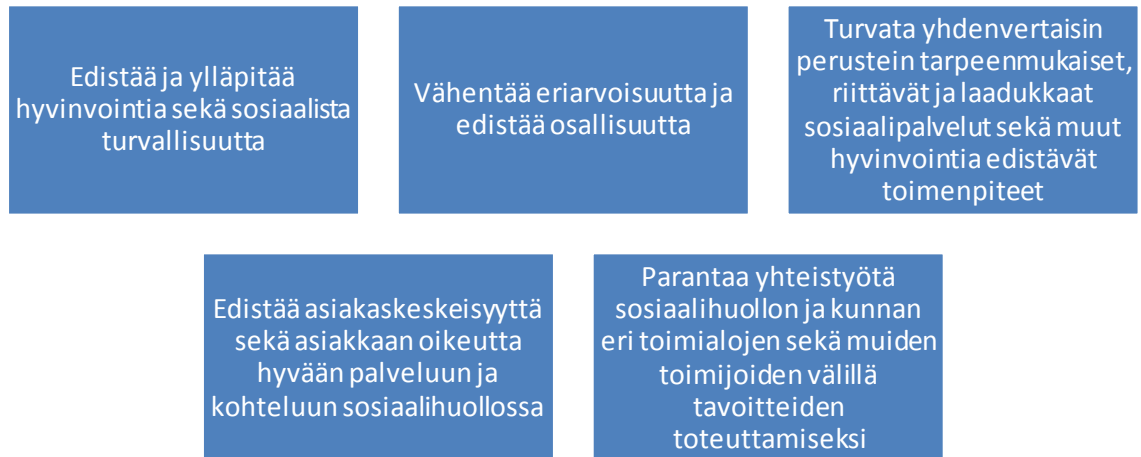 Edistää ja ylläpitää
hyvinvointia sekä sosiaalista
turvallisuutta
Vähentää eriarvoisuutta ja
edistää osallisuutta
Turvata yhdenvertaisin
perustein tarpeenmukaiset,
riittävät ja laadukkaat
sosiaalipalvelut sekä muut
hyvinvointia edistävät
toimenpiteet
Edistää asiakaskeskeisyyttä
sekä asiakkaan oikeutta
hyvään palveluun ja
kohteluun sosiaalihuollossa
Parantaa yhteistyötä
sosiaalihuollon ja kunnan
eri toimialojen sekä muiden
toimijoiden välillä
tavoitteiden
toteuttamiseksi